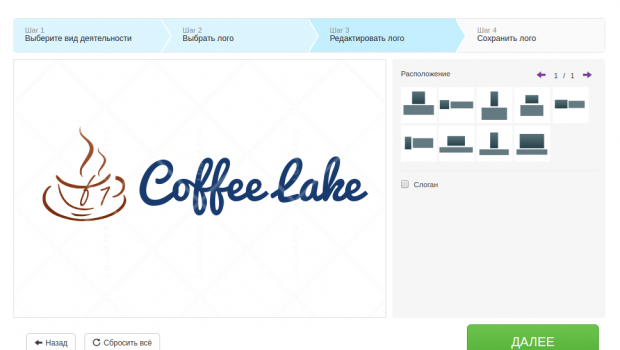 Шаг 1
Выберите вид деятельности
Шаг 2
Выбрать лого
Шаг 3
Редактировать лого
Шаг 4
Сохранить лого
Coffee Lake
Расположение
1 / 1
Слоган
Назад
Сбросить всё
ДАЛЕЕ